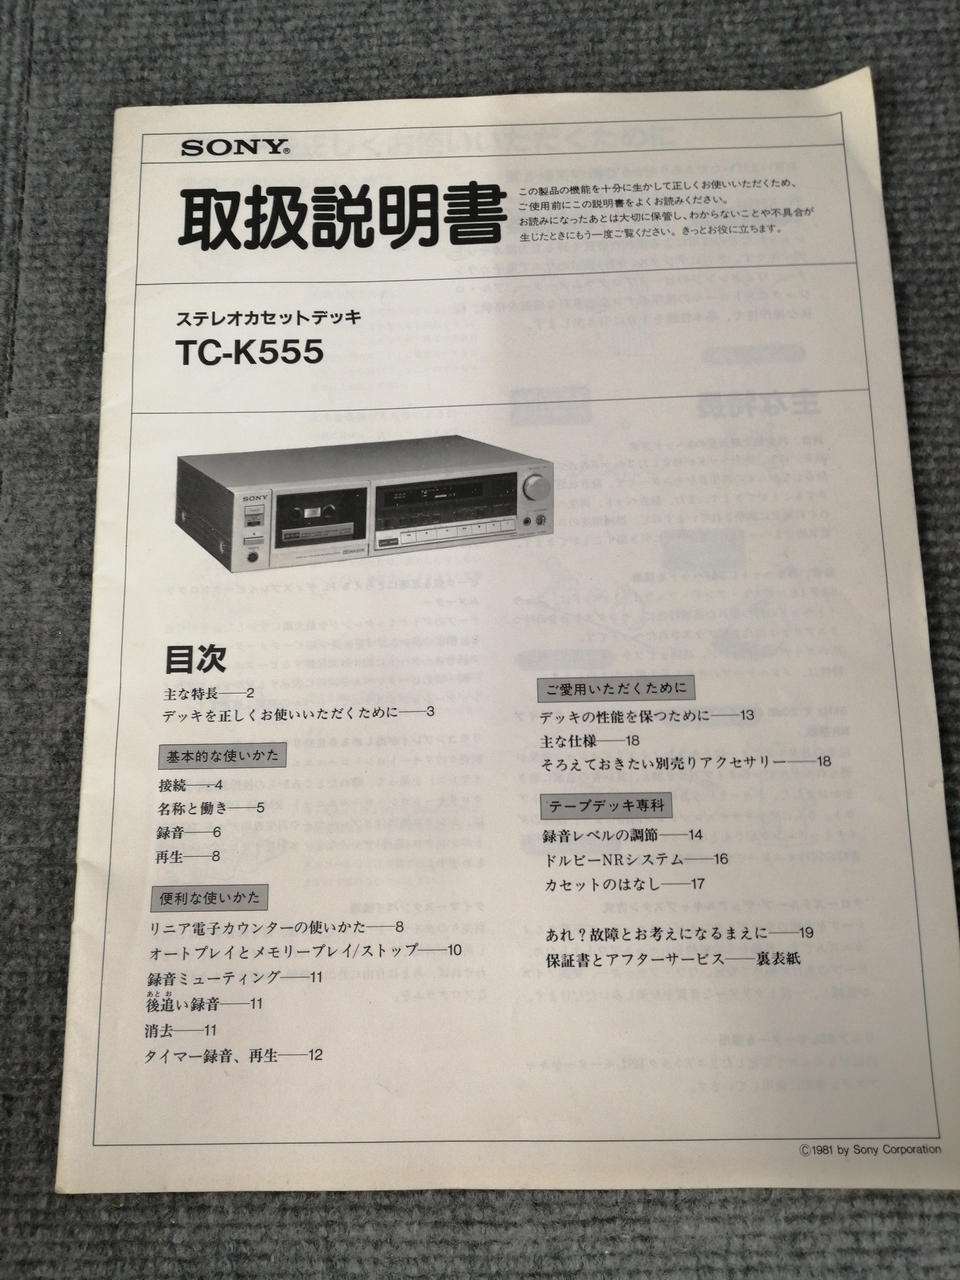 SONY®
取扱説明書
この製品の機能を十分に生かして正しくお使いいただくため、
ご使用前にこの説明書をよくお読みください。
お読みになったあとは大切に保管し、わからないことや不具合が
生じたときにもう一度ご覧ください。きっとお役に立ちます。
ステレオカセットデッキ
TC-K555
SONY
目次
主な特長——2
デッキを正しくお使いいただくために——3
基本的な使いかた
接続——4
名称と働き——5
録音——6
再生——8
便利な使いかた
リニア電子カウンターの使いかた——8
オートプレイとメモリープレイ/ストップ——10
録音ミューティング——11
あと お
後追い録音——11
消去——11
タイマー録音、再生——12
ご愛用いただくために
デッキの性能を保つために——13
主な仕様——18
そろえておきたい別売りアクセサリー——18
テープデッキ専科
録音レベルの調節——14
ドルビーNRシステム——16
カセットのはなし——17
あれ？故障とお考えになるまえに——19
保証書とアフターサービス——裏表紙
©1981 by Sony Corporation